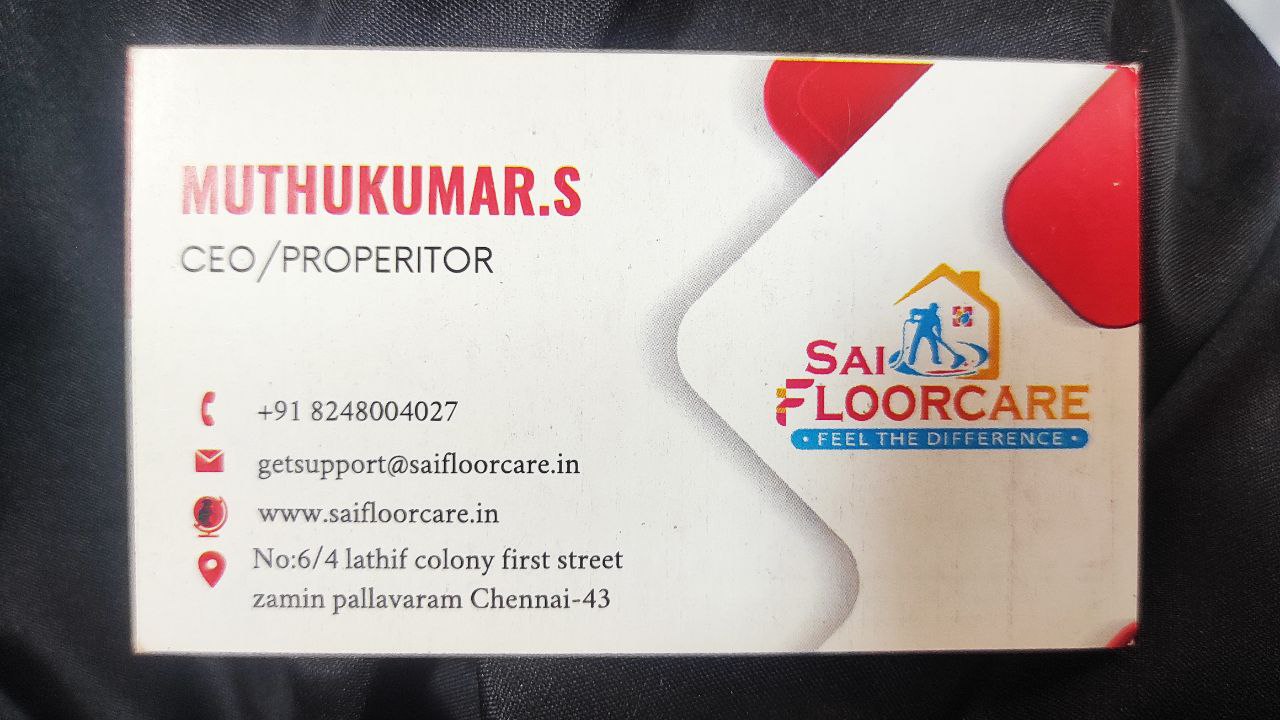 MUTHUKUMAR.S
CEO/PROPERITOR
+91 8248004027
getsupport@saifloorcare.in
www.saifloorcare.in
No:6/4 lathif colony first street
zamin pallavaram Chennai-43
SAI
FLOORCARE
• FEEL THE DIFFERENCE •